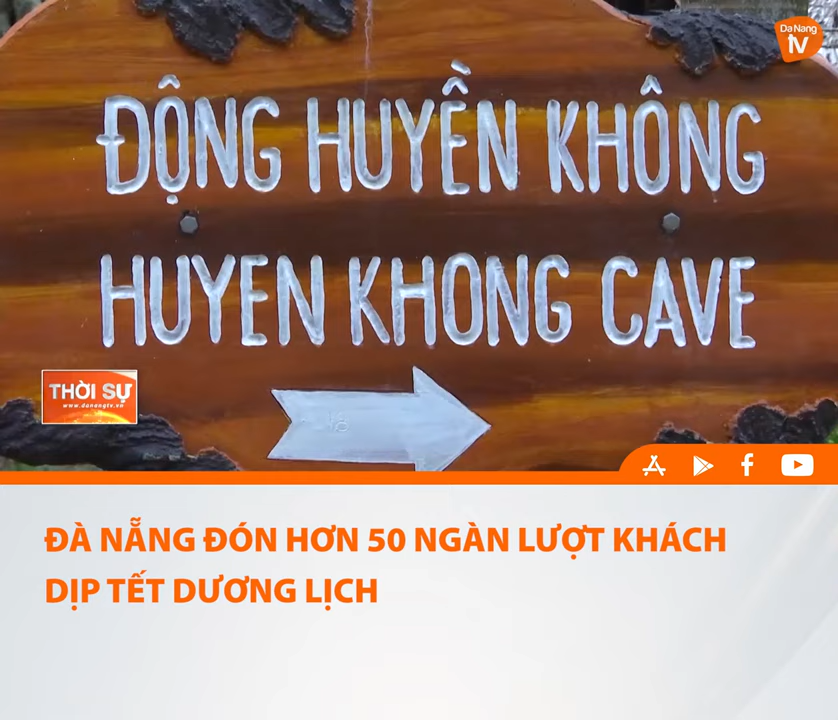 Da Nang
tv
ĐỘNG HUYỀN KHÔNG
HUYEN KHONG CAVE
THỜI SỰ
www.danangtv.vn
ĐÀ NẴNG ĐÓN HƠN 50 NGÀN LƯỢT KHÁCH
DỊP TẾT DƯƠNG LỊCH